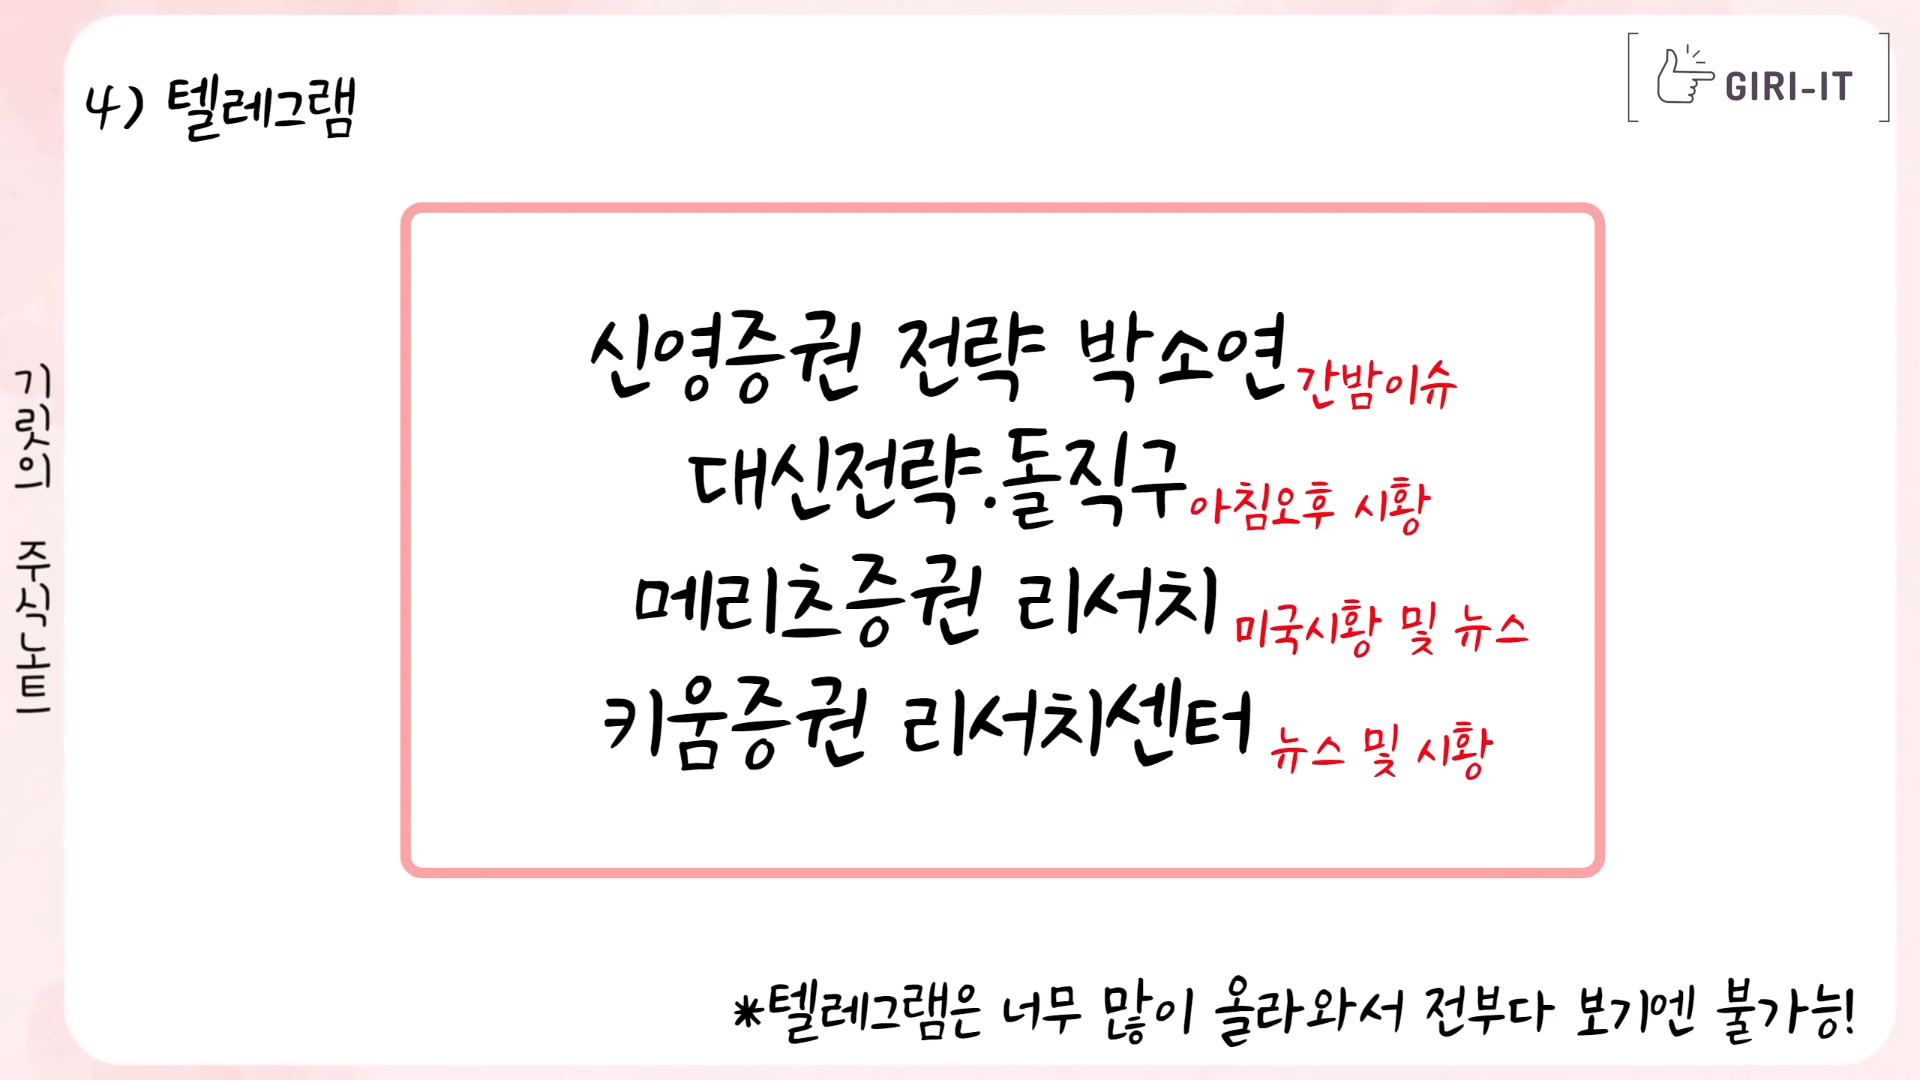 4) 텔레그램
GIRI-IT
기릿의 주식노트
신영증권 전략 박소연 간밤이슈
대신전략.돌직구 아침오후 시황
메리츠증권 리서치 미국시황 및 뉴스
키움증권 리서치센터 뉴스 및 시황
*텔레그램은 너무 많이 올라와서 전부다 보기엔 불가능!